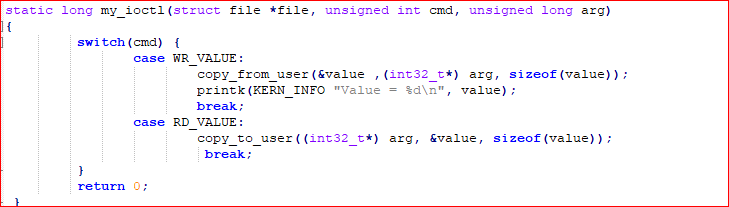 static long my_ioctl(struct file *file, unsigned int cmd, unsigned long arg)
{
switch(cmd) {
case WR_VALUE:
copy_from_user(&value ,(int32_t*) arg, sizeof(value));
printk(KERN_INFO "Value = %d\n", value);
break;
case RD_VALUE:
copy_to_user((int32_t*) arg, &value, sizeof(value));
break;
}
return 0;
}